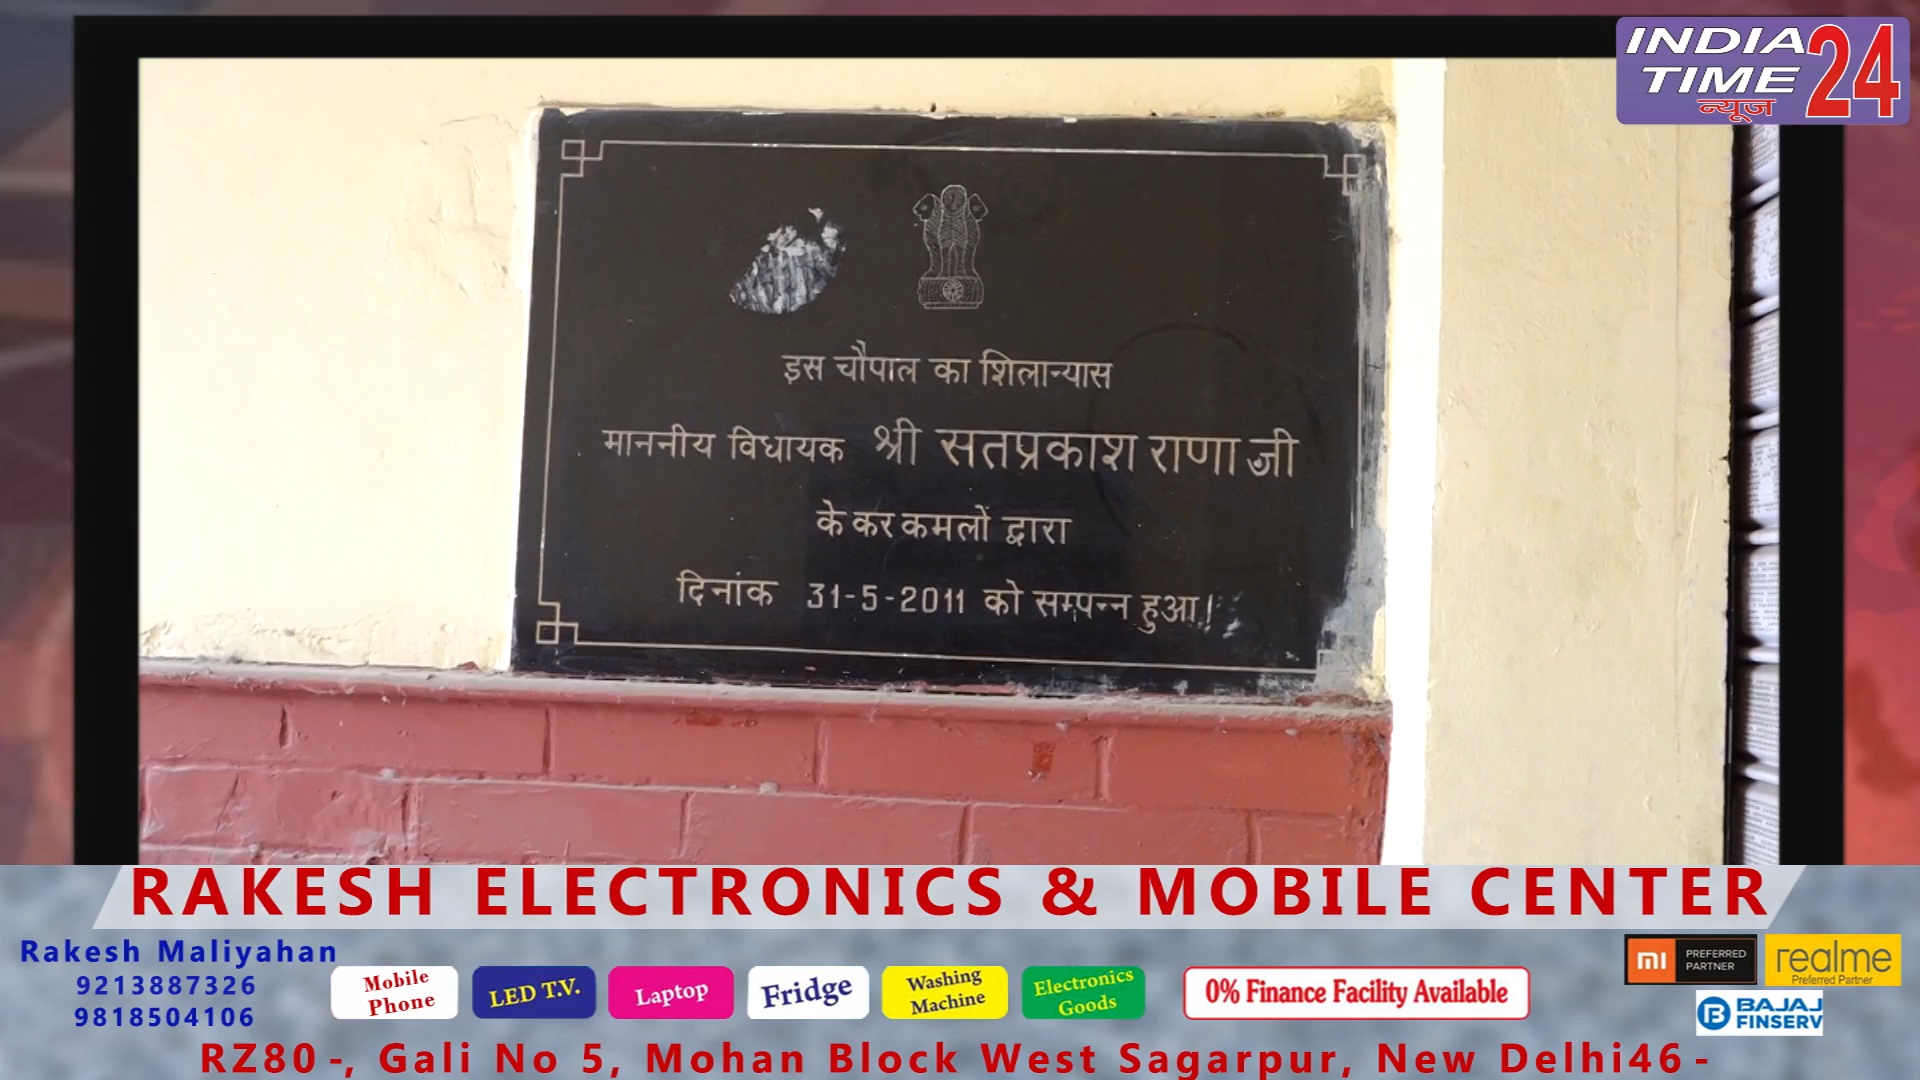 INDIA
TIME 24
न्यूज
इस चौपाल का शिलान्यास
माननीय विधायक श्री सतप्रकाश राणा जी
के कर कमलों द्वारा
दिनांक 31-5-2011 को सम्पन्न हुआ।
RAKESH ELECTRONICS & MOBILE CENTER
Rakesh Maliyahan
9213887326
9818504106
Mobile Phone
LED T.V.
Laptop
Fridge
Washing Machine
Electronics Goods
0% Finance Facility Available
mi PREFERRED PARTNER
realme
Preferred Partner
B BAJAJ FINSERV
RZ80 -, Gali No 5, Mohan Block West Sagarpur, New Delhi46 -